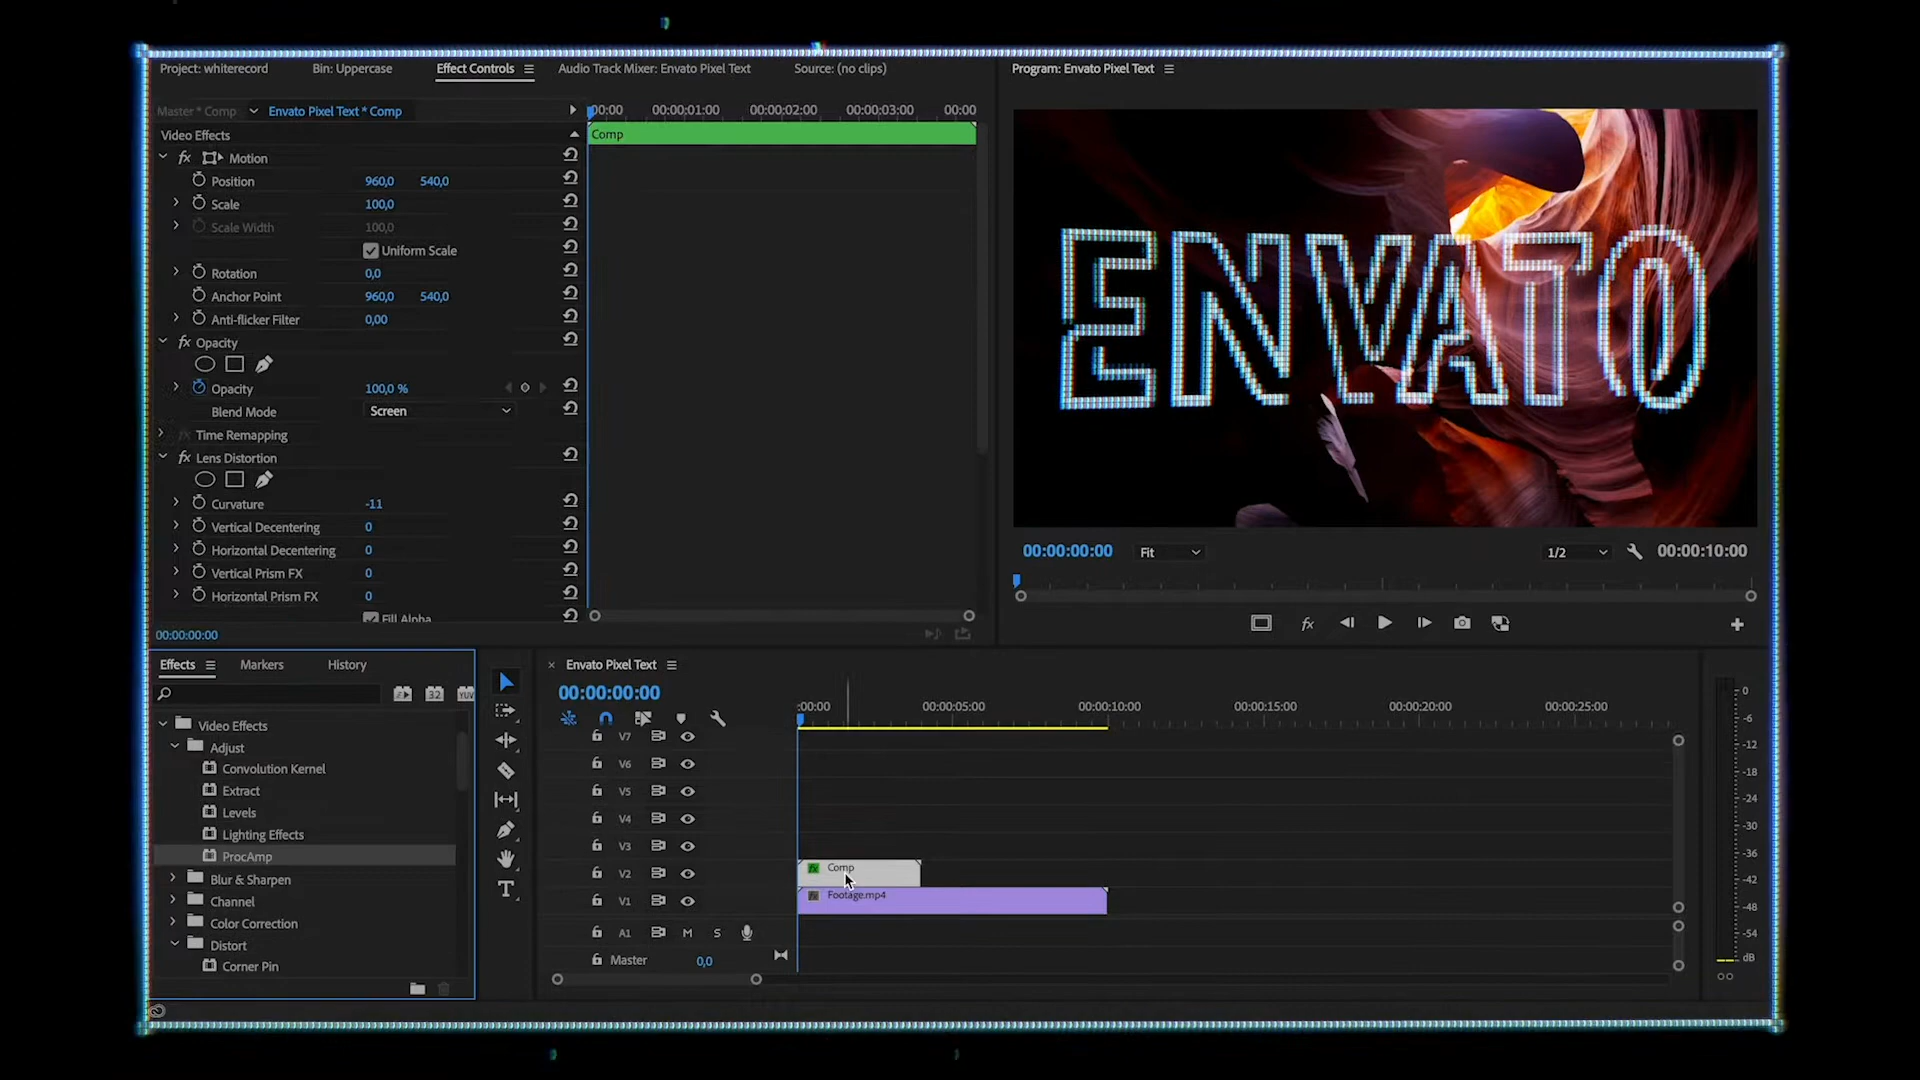 Project: whiterecord
Bin: Uppercase
Effect Controls
Audio Track Mixer: Envato Pixel Text
Source: (no clips)
Program: Envato Pixel Text
Master * Comp
Envato Pixel Text * Comp
00:00
00:00:01:00
00:00:02:00
00:00:03:00
00:00
Video Effects
Comp
fx Motion
Position 960,0 540,0
Scale 100,0
Scale Width 100,0
Uniform Scale
Rotation 0,0
Anchor Point 960,0 540,0
Anti-flicker Filter 0,00
fx Opacity
Opacity 100,0 %
Blend Mode Screen
fx Time Remapping
fx Lens Distortion
Curvature -11
Vertical Decentering 0
Horizontal Decentering 0
Vertical Prism FX 0
Horizontal Prism FX 0
Fill Alpha
00:00:00:00
ENVATO
00:00:00:00
Fit
1/2
00:00:10:00
fx
Effects
Markers
History
32
YUV
Video Effects
Adjust
Convolution Kernel
Extract
Levels
Lighting Effects
ProcAmp
Blur & Sharpen
Channel
Color Correction
Distort
Corner Pin
T
Envato Pixel Text
00:00:00:00
:00:00
00:00:05:00
00:00:10:00
00:00:15:00
00:00:20:00
00:00:25:00
V7
V6
V5
V4
V3
V2
fx Comp
V1
fx Footage.mp4
A1 M S
Master 0,0
0
-6
-12
-18
-24
-30
-36
-42
-48
-54
dB